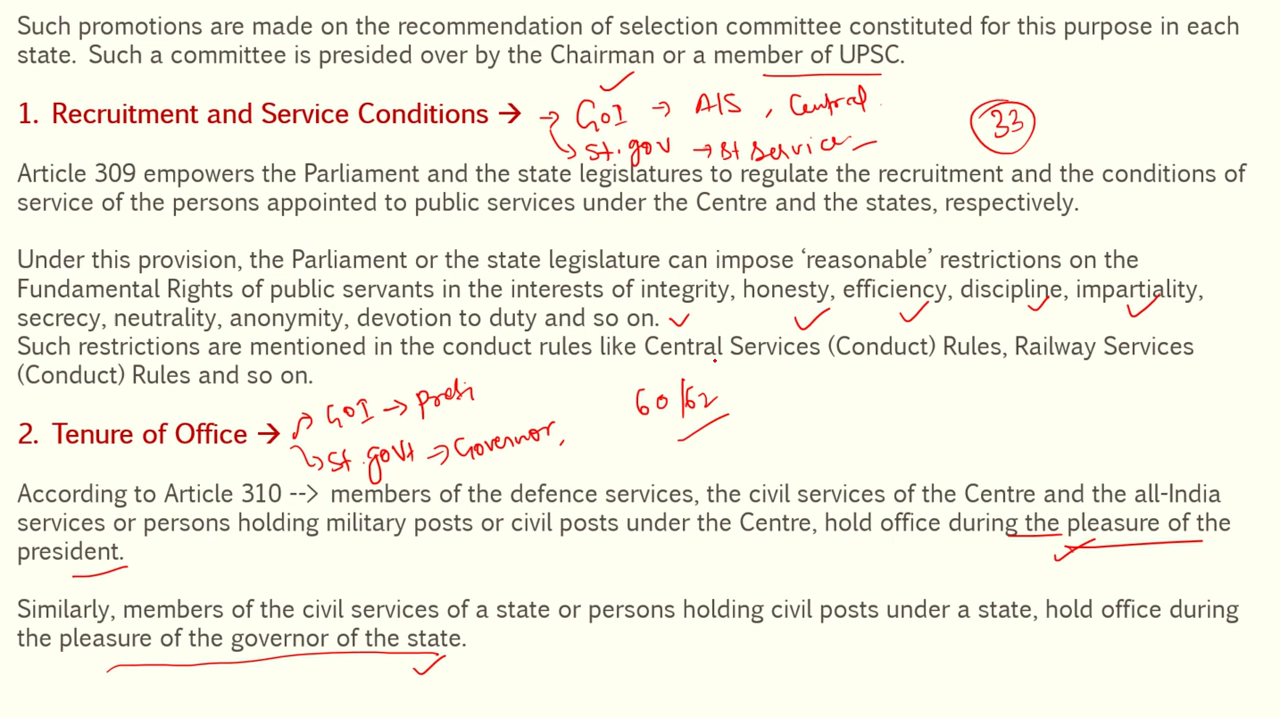 Such promotions are made on the recommendation of selection committee constituted for this purpose in each
state. Such a committee is presided over by the Chairman or a member of UPSC.
1. Recruitment and Service Conditions → → GoI → AIS, Central
↳ St. gov → St Service
33
Article 309 empowers the Parliament and the state legislatures to regulate the recruitment and the conditions of
service of the persons appointed to public services under the Centre and the states, respectively.
Under this provision, the Parliament or the state legislature can impose ‘reasonable’ restrictions on the
Fundamental Rights of public servants in the interests of integrity, honesty, efficiency, discipline, impartiality,
secrecy, neutrality, anonymity, devotion to duty and so on.
Such restrictions are mentioned in the conduct rules like Central Services (Conduct) Rules, Railway Services
(Conduct) Rules and so on.
GOI → Presi
60/62
2. Tenure of Office →
↳ St. govt → Governor,
According to Article 310 --> members of the defence services, the civil services of the Centre and the all-India
services or persons holding military posts or civil posts under the Centre, hold office during the pleasure of the
president.
Similarly, members of the civil services of a state or persons holding civil posts under a state, hold office during
the pleasure of the governor of the state.